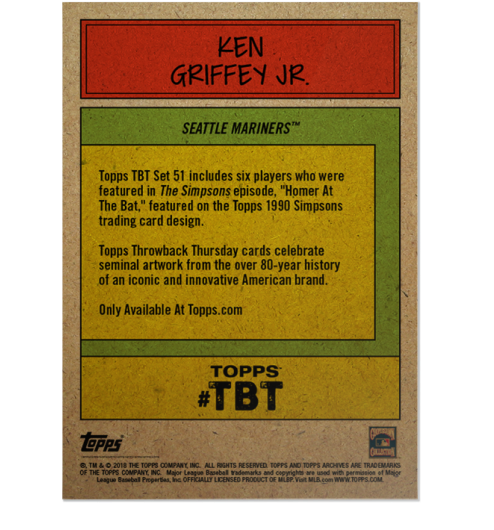 KEN
GRIFFEY JR.
SEATTLE MARINERS™
Topps TBT Set 51 includes six players who were
featured in The Simpsons episode, "Homer At
The Bat," featured on the Topps 1990 Simpsons
trading card design.
Topps Throwback Thursday cards celebrate
seminal artwork from the over 80-year history
of an iconic and innovative American brand.
Only Available At Topps.com
TOPPS
#TBT
topps
®, TM & © 2018 THE TOPPS COMPANY, INC. ALL RIGHTS RESERVED. TOPPS AND TOPPS ARCHIVES ARE TRADEMARKS
OF THE TOPPS COMPANY, INC. Major League Baseball trademarks and copyrights are used with permission of Major
League Baseball Properties, Inc. OFFICIALLY LICENSED PRODUCT OF MLBP. Visit MLB.com WWW.TOPPS.COM.